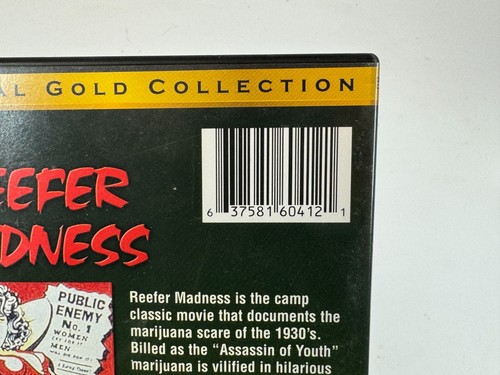 AL GOLD COLLECTION
6 37581 60412 1
EEFER
DNESS
PUBLIC
ENEMY
No. 1
WOMEN
MEN
Reefer Madness is the camp
classic movie that documents the
marijuana scare of the 1930's.
Billed as the “Assassin of Youth”
marijuana is vilified in hilarious